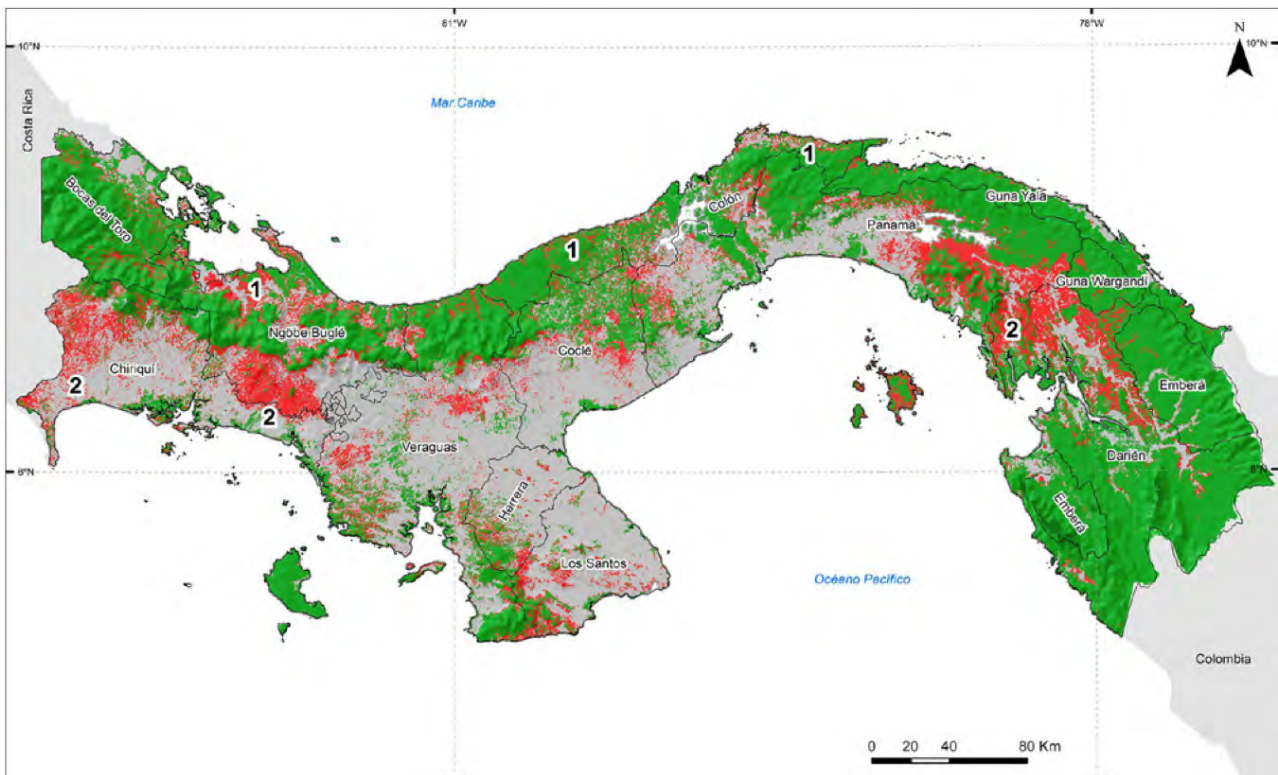 81°W
78°W
10°N
10°N
N
Costa Rica
Mar Caribe
1
Colón
Bocas del Toro
Guna Yala
Panamá
1
Guna Wargandí
1
Ngöbe Buglé
2
Coclé
Chiriquí
2
Emberá
2
Veraguas
Darién
8°N
8°N
Herrera
Emberá
Los Santos
Océano Pacífico
Colombia
0 20 40 80 Km